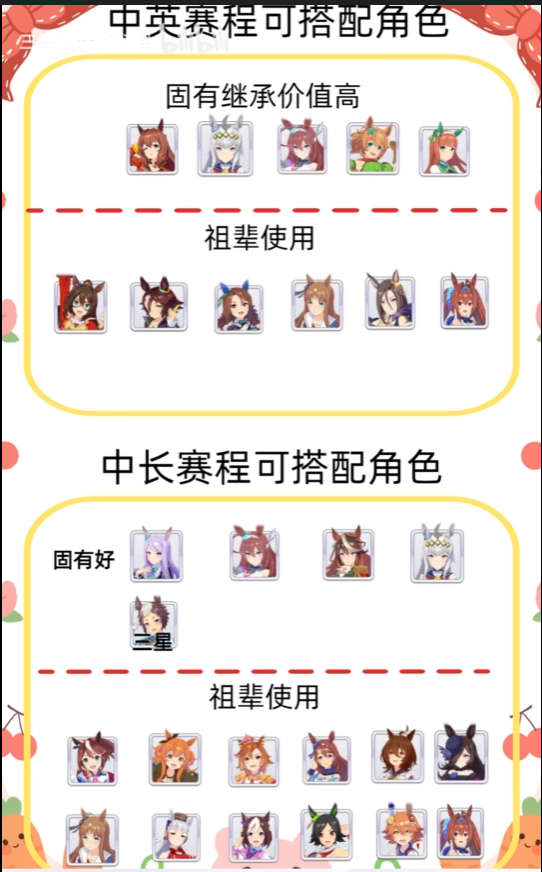 中英赛程可搭配角色
bilibili
固有继承价值高
祖辈使用
中长赛程可搭配角色
固有好
三星
祖辈使用